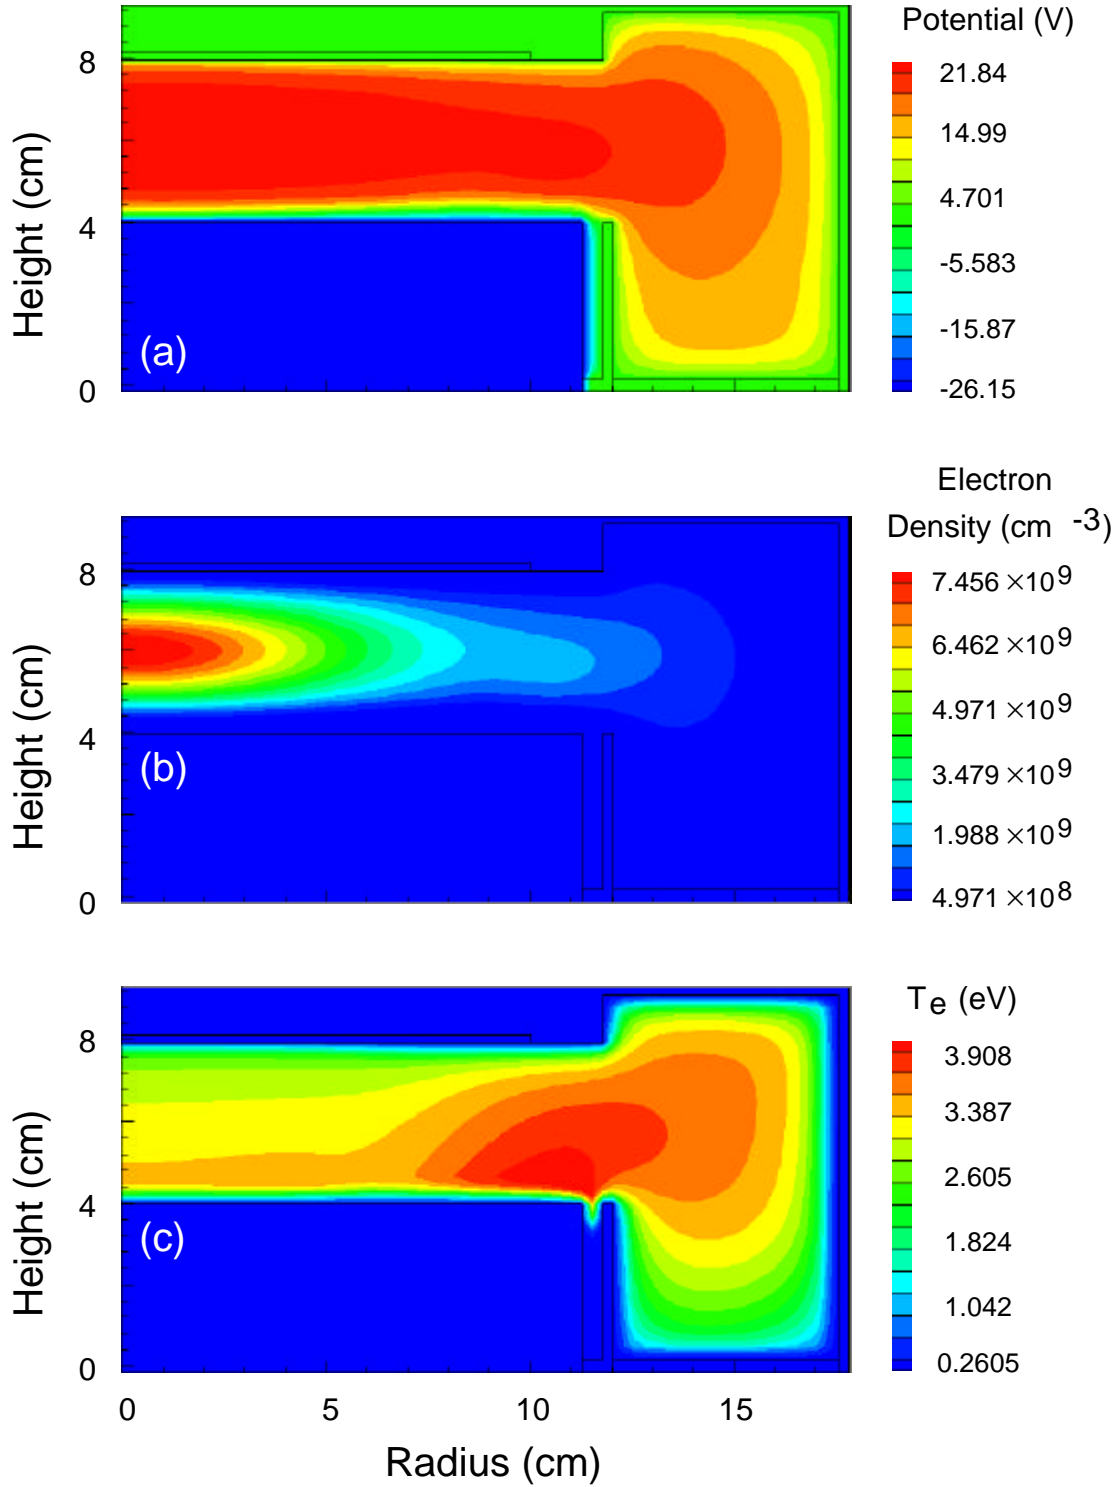 Potential (V)
21.84
14.99
4.701
-5.583
-15.87
-26.15
Height (cm)
8
4
0
(a)
Electron
Density (cm -3)
7.456 ×10 9
6.462 ×10 9
4.971 ×10 9
3.479 ×10 9
1.988 ×10 9
4.971 ×10 8
Height (cm)
8
4
0
(b)
Te (eV)
3.908
3.387
2.605
1.824
1.042
0.2605
Height (cm)
8
4
0
(c)
0 5 10 15
Radius (cm)